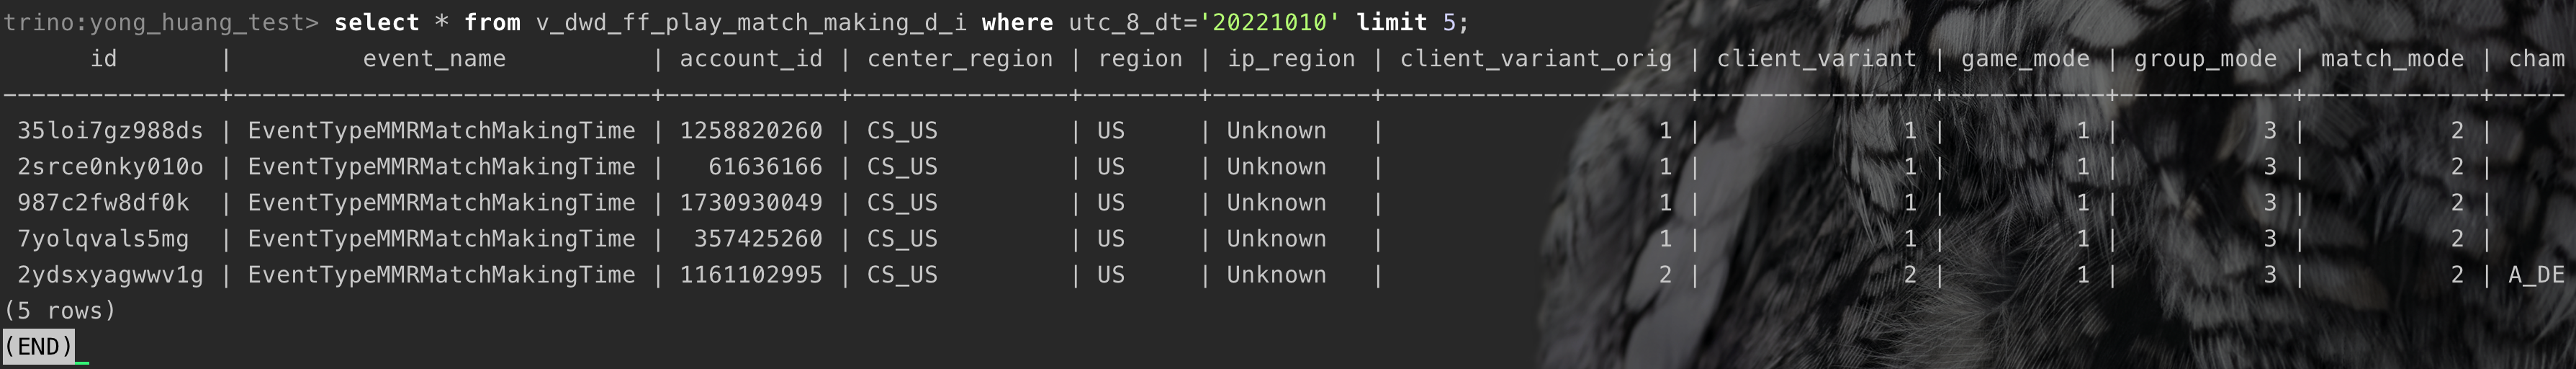 trino:yong_huang_test> select * from v_dwd_ff_play_match_making_d_i where utc_8_dt='20221010' limit 5;
id | event_name | account_id | center_region | region | ip_region | client_variant_orig | client_variant | game_mode | group_mode | match_mode | cham
---------------+------------------------------+------------+---------------+--------+-----------+---------------------+----------------+-----------+------------+------------+-----
35loi7gz988ds | EventTypeMMRMatchMakingTime | 1258820260 | CS_US | US | Unknown | 1 | 1 | 1 | 3 | 2 |
2srce0nky010o | EventTypeMMRMatchMakingTime | 61636166 | CS_US | US | Unknown | 1 | 1 | 1 | 3 | 2 |
987c2fw8df0k | EventTypeMMRMatchMakingTime | 1730930049 | CS_US | US | Unknown | 1 | 1 | 1 | 3 | 2 |
7yolqvals5mg | EventTypeMMRMatchMakingTime | 357425260 | CS_US | US | Unknown | 1 | 1 | 1 | 3 | 2 |
2ydsxyagwwv1g | EventTypeMMRMatchMakingTime | 1161102995 | CS_US | US | Unknown | 2 | 2 | 1 | 3 | 2 | A_DE
(5 rows)
(END)